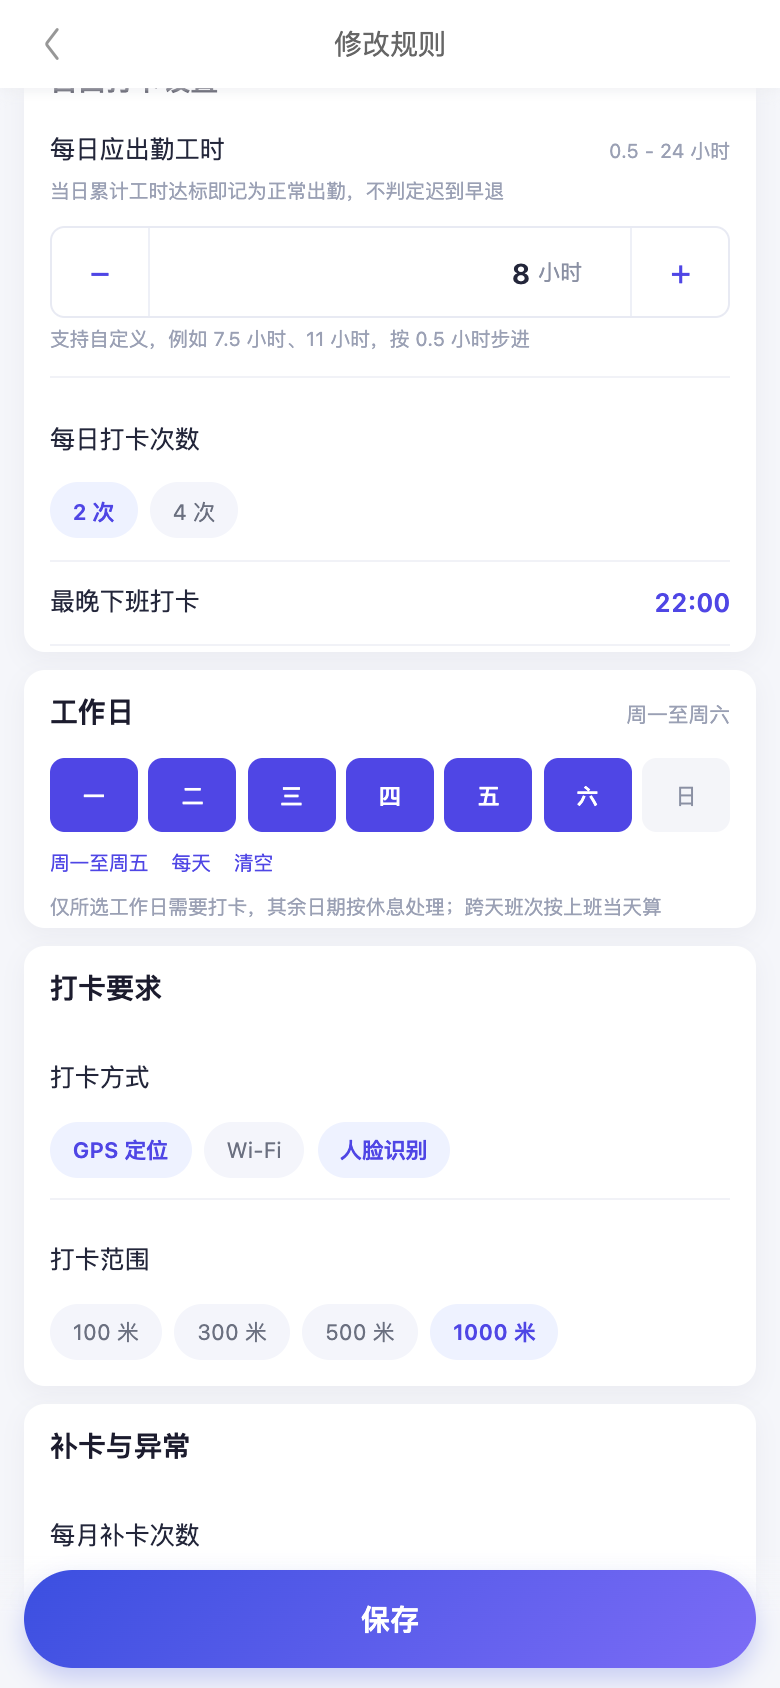 修改规则
每日应出勤工时 0.5 - 24 小时
当日累计工时达标即记为正常出勤，不判定迟到早退
− 8 小时 +
支持自定义，例如 7.5 小时、11 小时，按 0.5 小时步进
每日打卡次数
2 次 4 次
最晚下班打卡 22:00
工作日 周一至周六
一 二 三 四 五 六 日
周一至周五 每天 清空
仅所选工作日需要打卡，其余日期按休息处理；跨天班次按上班当天算
打卡要求
打卡方式
GPS 定位 Wi-Fi 人脸识别
打卡范围
100 米 300 米 500 米 1000 米
补卡与异常
每月补卡次数
保存